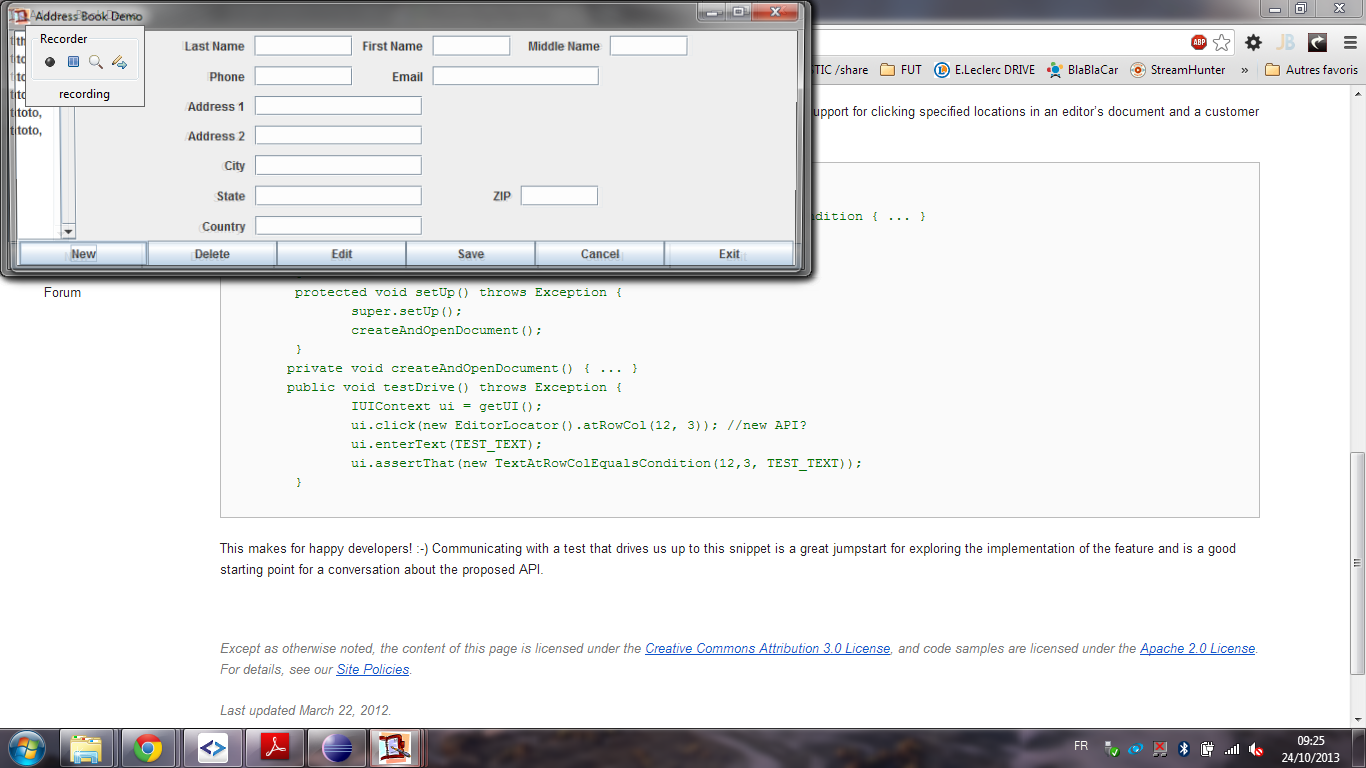 Address Book Demo
Recorder
recording
toto,
toto,
Last Name
First Name
Middle Name
Phone
Email
Address 1
Address 2
City
State
ZIP
Country
New
Delete
Edit
Save
Cancel
Exit
ABP
JB
TIC /share
FUT
E.Leclerc DRIVE
BlaBlaCar
StreamHunter
»
Autres favoris
upport for clicking specified locations in an editor's document and a customer
dition { ... }
Forum
protected void setUp() throws Exception {
super.setUp();
createAndOpenDocument();
}
private void createAndOpenDocument() { ... }
public void testDrive() throws Exception {
IUIContext ui = getUI();
ui.click(new EditorLocator().atRowCol(12, 3)); //new API?
ui.enterText(TEST_TEXT);
ui.assertThat(new TextAtRowColEqualsCondition(12,3, TEST_TEXT));
}
This makes for happy developers! :-) Communicating with a test that drives us up to this snippet is a great jumpstart for exploring the implementation of the feature and is a good
starting point for a conversation about the proposed API.
Except as otherwise noted, the content of this page is licensed under the Creative Commons Attribution 3.0 License, and code samples are licensed under the Apache 2.0 License.
For details, see our Site Policies.
Last updated March 22, 2012.
FR
09:25
24/10/2013